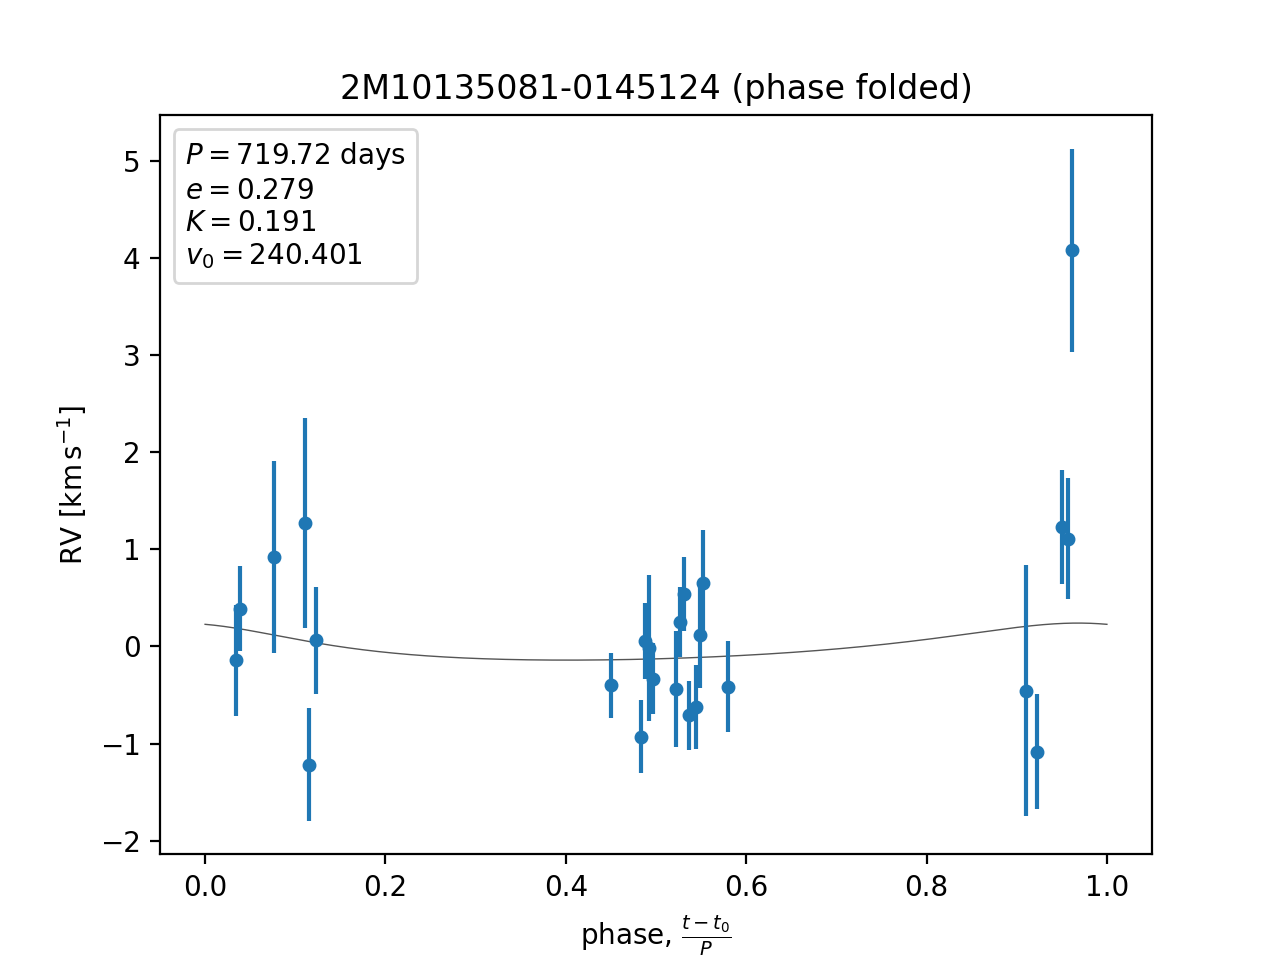 2M10135081-0145124 (phase folded)
P = 719.72 days
e = 0.279
K = 0.191
v₀ = 240.401
5
4
3
2
1
0
−1
−2
RV [km s⁻¹]
0.0 0.2 0.4 0.6 0.8 1.0
phase, (t − t₀)/P